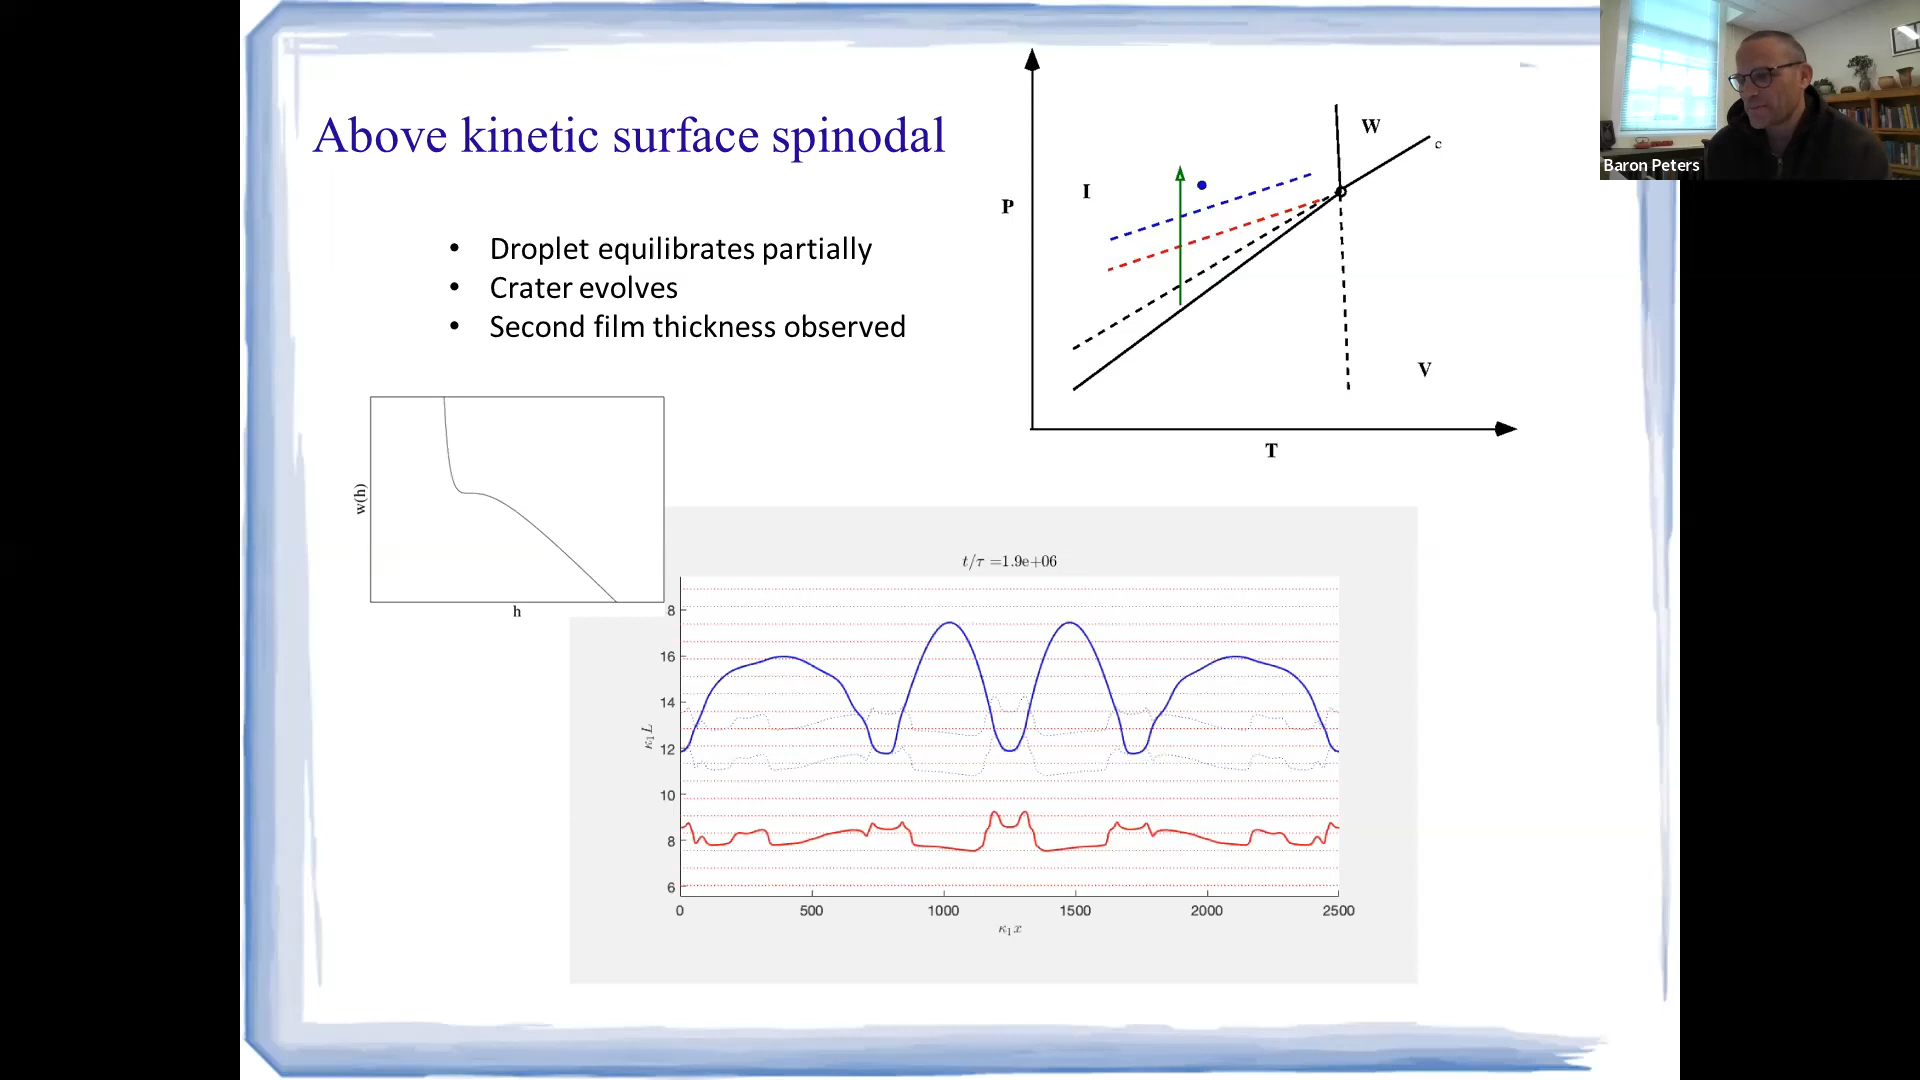 Above kinetic surface spinodal
• Droplet equilibrates partially
• Crater evolves
• Second film thickness observed
P
I
W
c
V
T
Baron Peters
w(h)
h
t/τ =1.9e+06
8
16
14
12
10
8
6
κ₁L
0 500 1000 1500 2000 2500
κ₁x